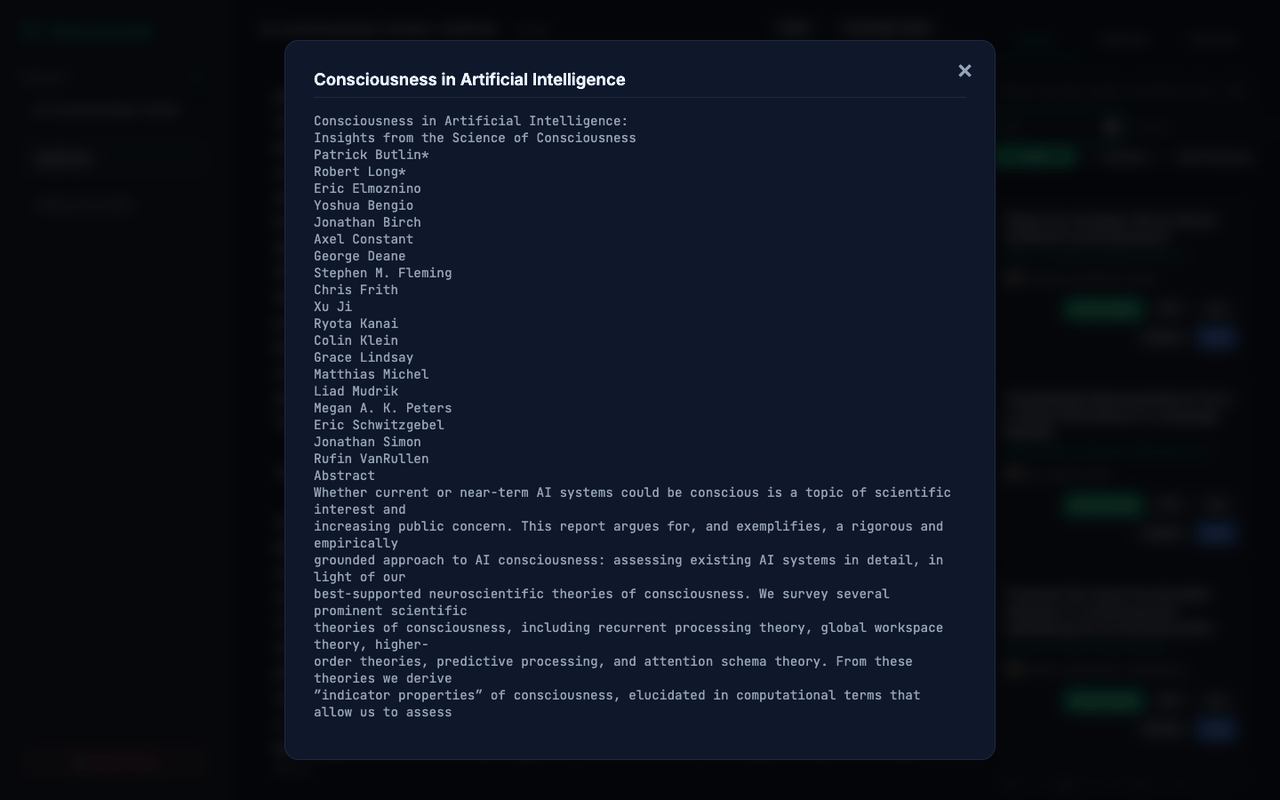 Consciousness in Artificial Intelligence
×
Consciousness in Artificial Intelligence:
Insights from the Science of Consciousness
Patrick Butlin*
Robert Long*
Eric Elmoznino
Yoshua Bengio
Jonathan Birch
Axel Constant
George Deane
Stephen M. Fleming
Chris Frith
Xu Ji
Ryota Kanai
Colin Klein
Grace Lindsay
Matthias Michel
Liad Mudrik
Megan A. K. Peters
Eric Schwitzgebel
Jonathan Simon
Rufin VanRullen
Abstract
Whether current or near-term AI systems could be conscious is a topic of scientific
interest and
increasing public concern. This report argues for, and exemplifies, a rigorous and
empirically
grounded approach to AI consciousness: assessing existing AI systems in detail, in
light of our
best-supported neuroscientific theories of consciousness. We survey several
prominent scientific
theories of consciousness, including recurrent processing theory, global workspace
theory, higher-
order theories, predictive processing, and attention schema theory. From these
theories we derive
”indicator properties” of consciousness, elucidated in computational terms that
allow us to assess